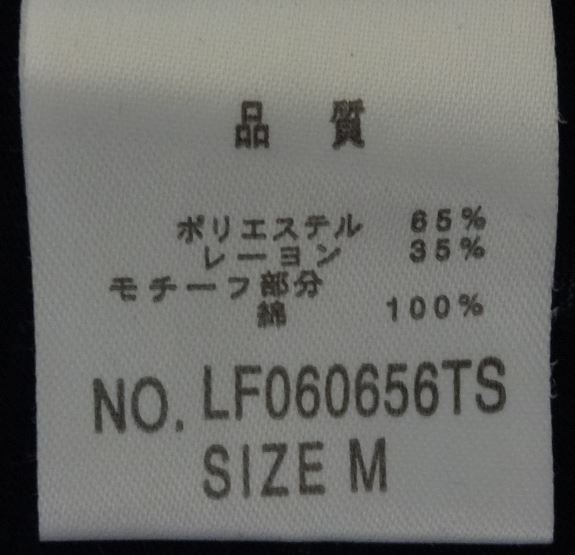 品 質
ポリエステル 65%
レーヨン 35%
モチーフ部分
綿 100%
NO. LF060656TS
SIZE M